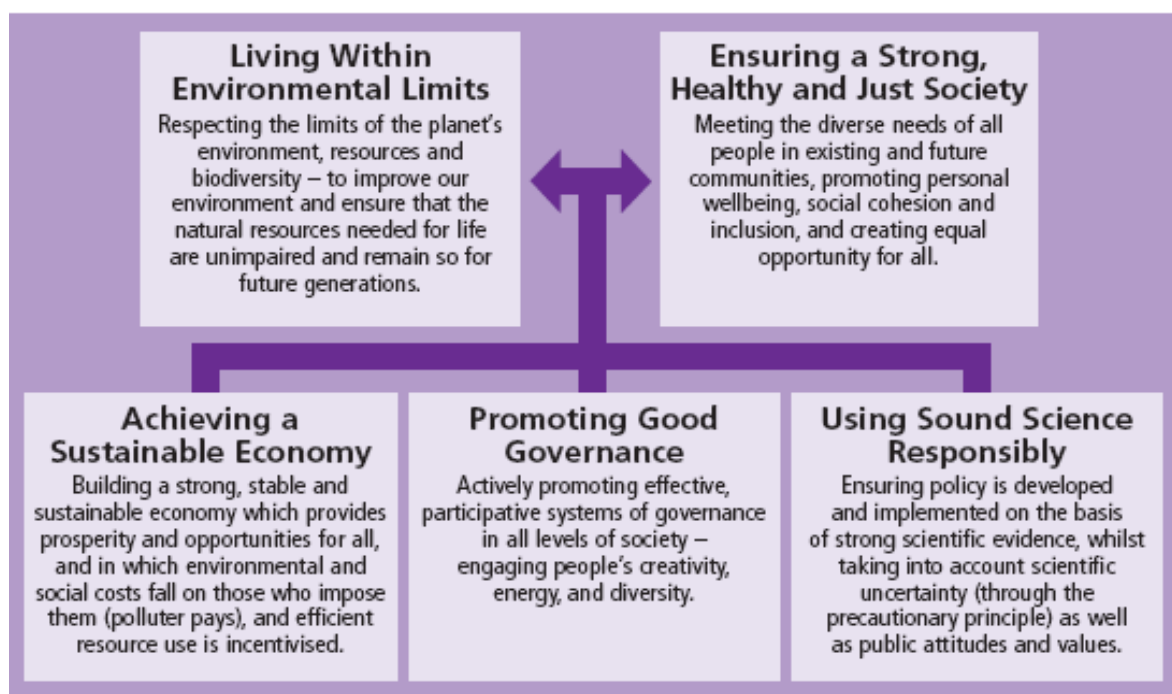 Living Within
Environmental Limits
Respecting the limits of the planet's
environment, resources and
biodiversity – to improve our
environment and ensure that the
natural resources needed for life
are unimpaired and remain so for
future generations.
Ensuring a Strong,
Healthy and Just Society
Meeting the diverse needs of all
people in existing and future
communities, promoting personal
wellbeing, social cohesion and
inclusion, and creating equal
opportunity for all.
Achieving a
Sustainable Economy
Building a strong, stable and
sustainable economy which provides
prosperity and opportunities for all,
and in which environmental and
social costs fall on those who impose
them (polluter pays), and efficient
resource use is incentivised.
Promoting Good
Governance
Actively promoting effective,
participative systems of governance
in all levels of society –
engaging people's creativity,
energy, and diversity.
Using Sound Science
Responsibly
Ensuring policy is developed
and implemented on the basis
of strong scientific evidence, whilst
taking into account scientific
uncertainty (through the
precautionary principle) as well
as public attitudes and values.